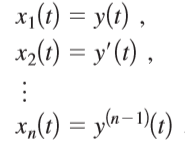 x₁(t) = y(t) ,
x₂(t) = y′(t) ,
⋮
xₙ(t) = y⁽ⁿ⁻¹⁾(t)